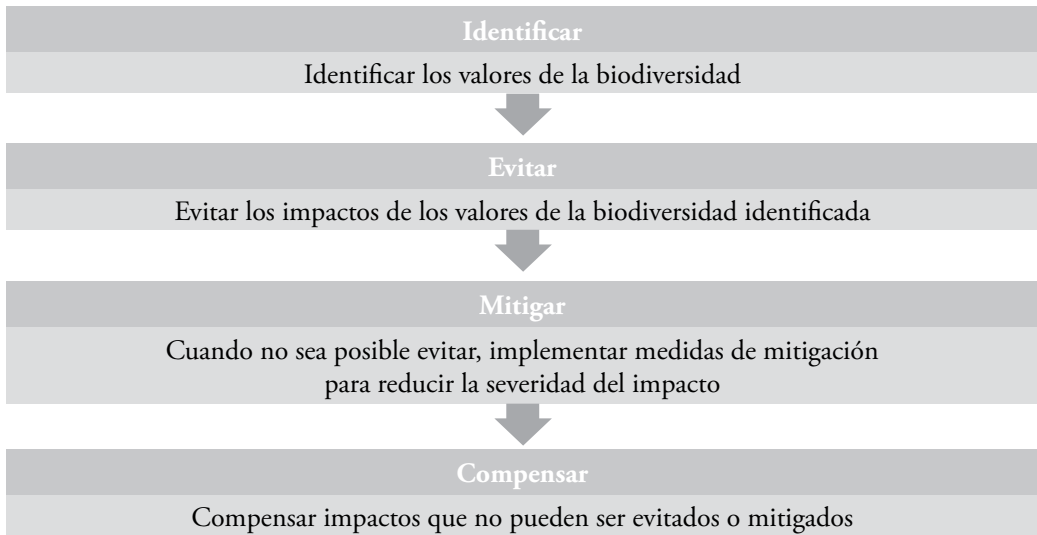 Identificar
Identificar los valores de la biodiversidad
Evitar
Evitar los impactos de los valores de la biodiversidad identificada
Mitigar
Cuando no sea posible evitar, implementar medidas de mitigación
para reducir la severidad del impacto
Compensar
Compensar impactos que no pueden ser evitados o mitigados